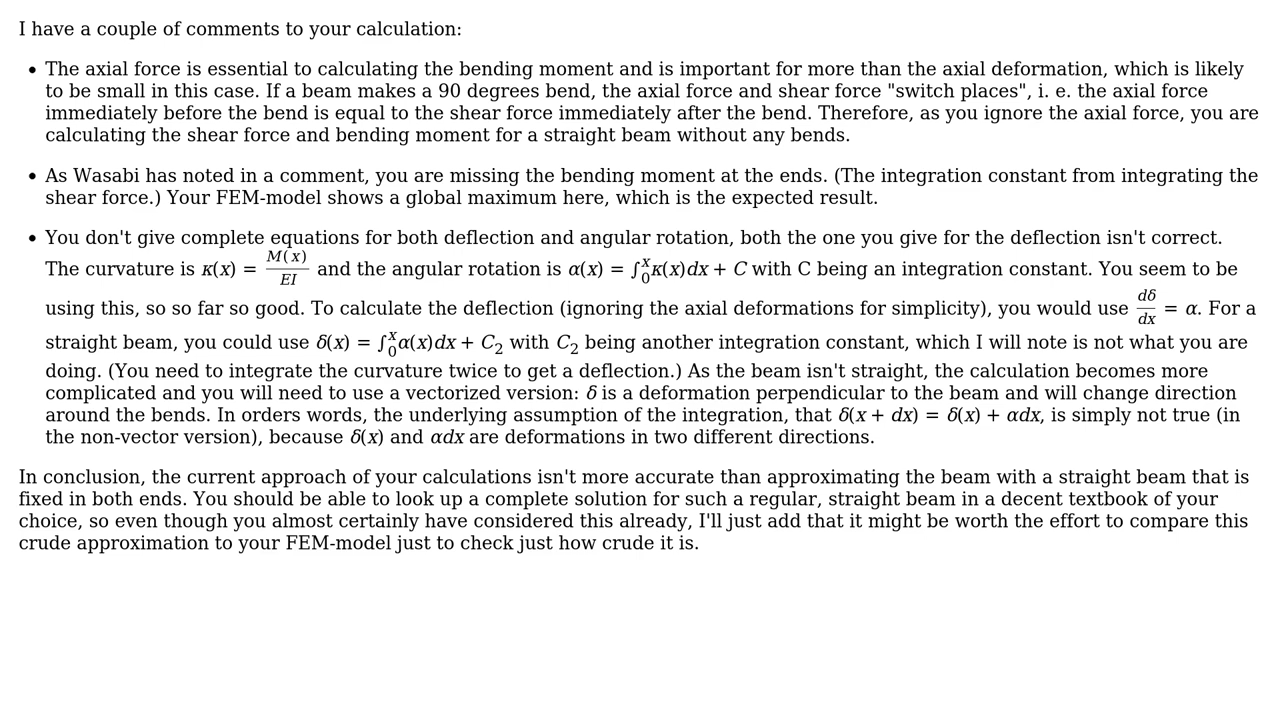 I have a couple of comments to your calculation:
• The axial force is essential to calculating the bending moment and is important for more than the axial deformation, which is likely
to be small in this case. If a beam makes a 90 degrees bend, the axial force and shear force "switch places", i. e. the axial force
immediately before the bend is equal to the shear force immediately after the bend. Therefore, as you ignore the axial force, you are
calculating the shear force and bending moment for a straight beam without any bends.
• As Wasabi has noted in a comment, you are missing the bending moment at the ends. (The integration constant from integrating the
shear force.) Your FEM-model shows a global maximum here, which is the expected result.
• You don't give complete equations for both deflection and angular rotation, both the one you give for the deflection isn't correct.
The curvature is κ(x) = M(x)/EI and the angular rotation is α(x) = ∫₀ˣκ(x)dx + C with C being an integration constant. You seem to be
using this, so so far so good. To calculate the deflection (ignoring the axial deformations for simplicity), you would use dδ/dx = α. For a
straight beam, you could use δ(x) = ∫₀ˣα(x)dx + C₂ with C₂ being another integration constant, which I will note is not what you are
doing. (You need to integrate the curvature twice to get a deflection.) As the beam isn't straight, the calculation becomes more
complicated and you will need to use a vectorized version: δ is a deformation perpendicular to the beam and will change direction
around the bends. In orders words, the underlying assumption of the integration, that δ(x + dx) = δ(x) + αdx, is simply not true (in
the non-vector version), because δ(x) and αdx are deformations in two different directions.
In conclusion, the current approach of your calculations isn't more accurate than approximating the beam with a straight beam that is
fixed in both ends. You should be able to look up a complete solution for such a regular, straight beam in a decent textbook of your
choice, so even though you almost certainly have considered this already, I'll just add that it might be worth the effort to compare this
crude approximation to your FEM-model just to check just how crude it is.